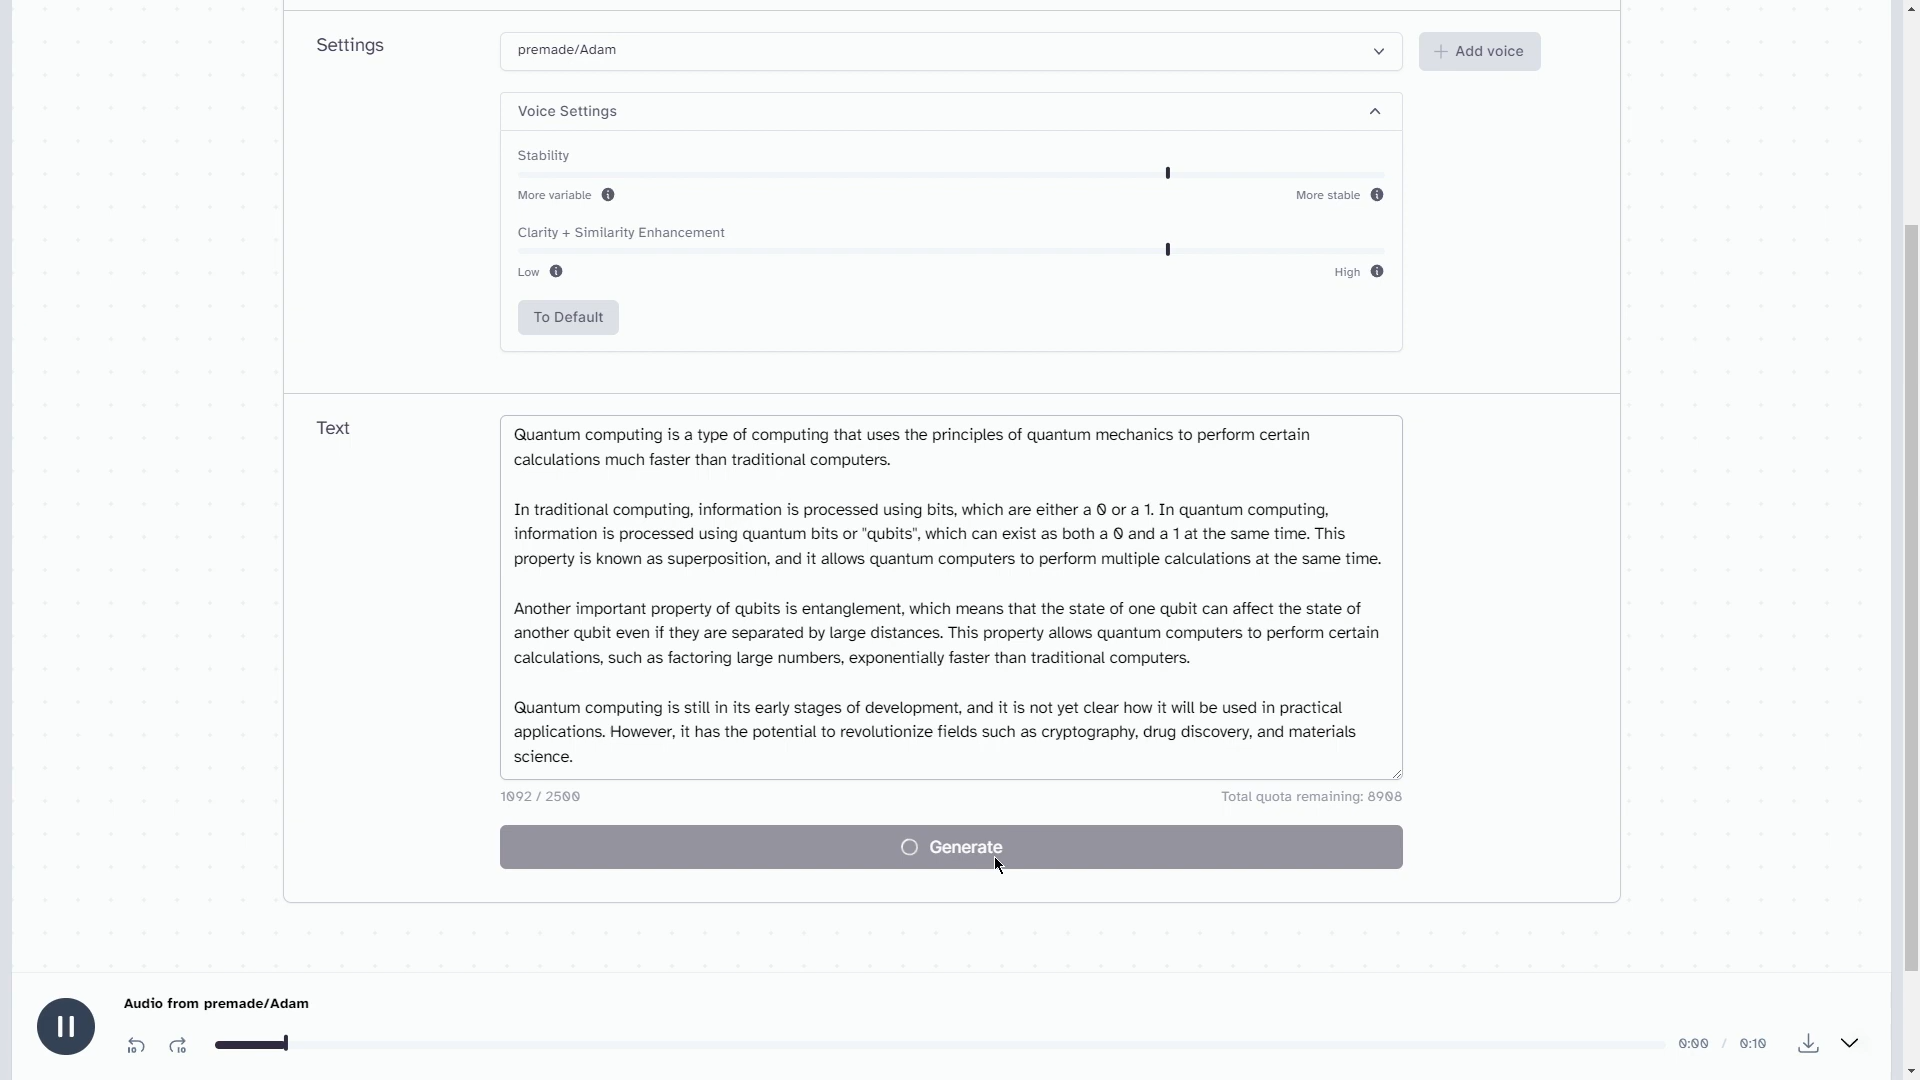 Settings
premade/Adam
Add voice
Voice Settings
Stability
More variable
More stable
Clarity + Similarity Enhancement
Low
High
To Default
Text
Quantum computing is a type of computing that uses the principles of quantum mechanics to perform certain
calculations much faster than traditional computers.
In traditional computing, information is processed using bits, which are either a 0 or a 1. In quantum computing,
information is processed using quantum bits or "qubits", which can exist as both a 0 and a 1 at the same time. This
property is known as superposition, and it allows quantum computers to perform multiple calculations at the same time.
Another important property of qubits is entanglement, which means that the state of one qubit can affect the state of
another qubit even if they are separated by large distances. This property allows quantum computers to perform certain
calculations, such as factoring large numbers, exponentially faster than traditional computers.
Quantum computing is still in its early stages of development, and it is not yet clear how it will be used in practical
applications. However, it has the potential to revolutionize fields such as cryptography, drug discovery, and materials
science.
1092 / 2500
Total quota remaining: 8908
Generate
Audio from premade/Adam
10
10
0:00 / 0:10